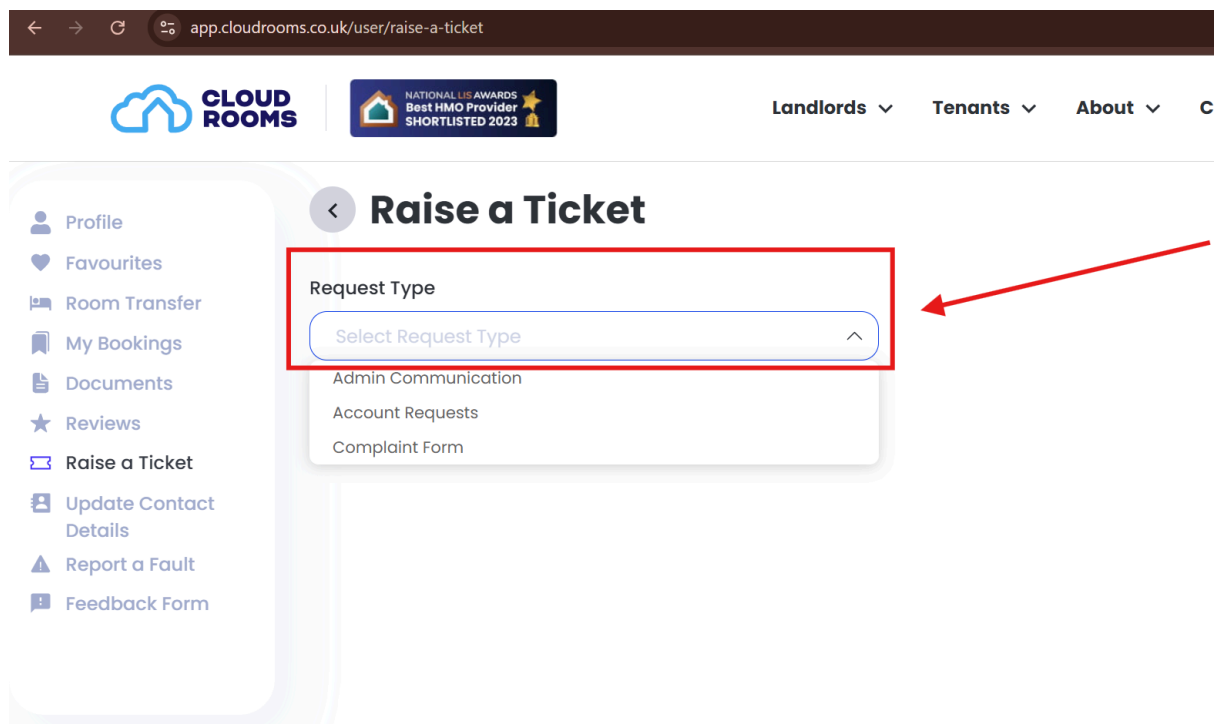 app.cloudrooms.co.uk/user/raise-a-ticket
CLOUD
ROOMS
NATIONAL LIS AWARDS
Best HMO Provider
SHORTLISTED 2023
Landlords
Tenants
About
C
Profile
Favourites
Room Transfer
My Bookings
Documents
Reviews
Raise a Ticket
Update Contact
Details
Report a Fault
Feedback Form
Raise a Ticket
Request Type
Select Request Type
Admin Communication
Account Requests
Complaint Form